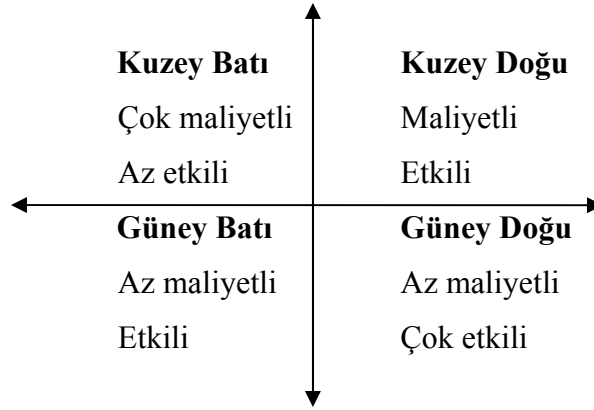 Kuzey Batı
Çok maliyetli
Az etkili
Kuzey Doğu
Maliyetli
Etkili
Güney Batı
Az maliyetli
Etkili
Güney Doğu
Az maliyetli
Çok etkili